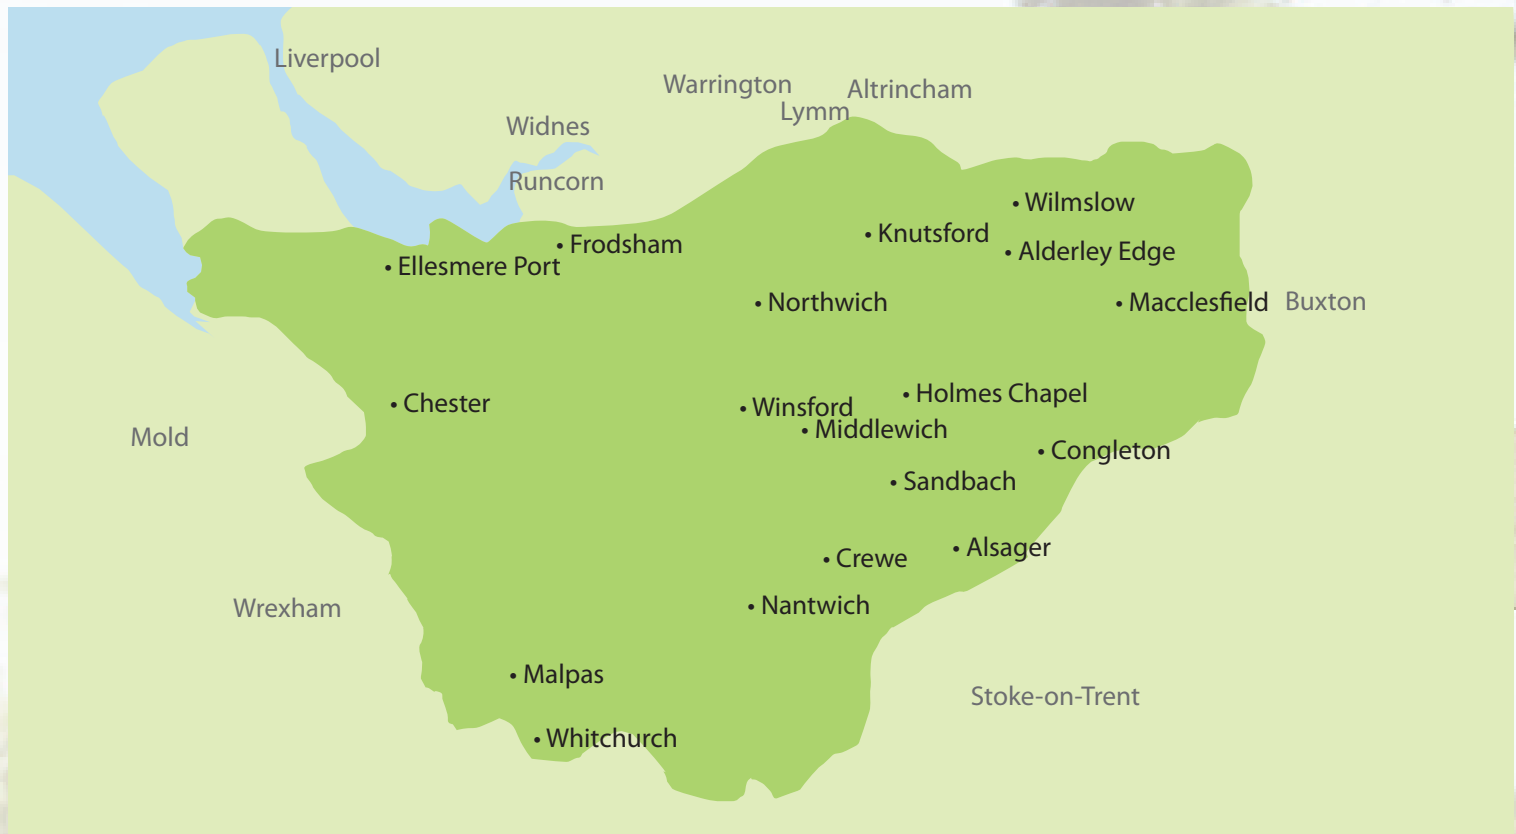 Liverpool
Warrington
Altrincham
Lymm
Widnes
Runcorn
• Wilmslow
• Knutsford
• Frodsham
• Alderley Edge
• Ellesmere Port
• Northwich
• Macclesfield
Buxton
• Holmes Chapel
• Chester
• Winsford
• Middlewich
Mold
• Congleton
• Sandbach
• Alsager
• Crewe
• Nantwich
Wrexham
• Malpas
Stoke-on-Trent
• Whitchurch